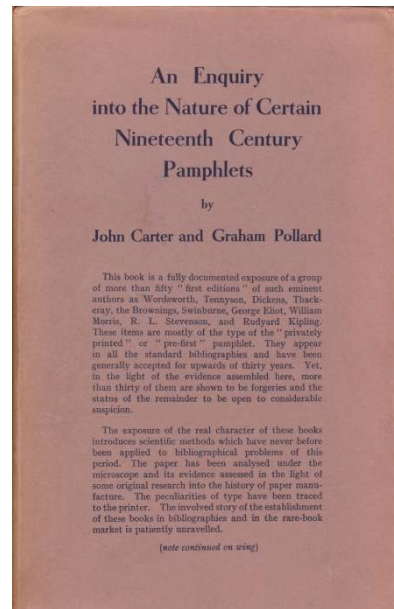 An Enquiry
into the Nature of Certain
Nineteenth Century
Pamphlets
by
John Carter and Graham Pollard
This book is a fully documented exposure of a group
of more than fifty “ first editions ” of such eminent
authors as Wordsworth, Tennyson, Dickens, Thack-
eray, the Brownings, Swinburne, George Eliot, William
Morris, R. L. Stevenson, and Rudyard Kipling.
These items are mostly of the type of the “ privately
printed ” or “ pre-first ” pamphlet. They appear
in all the standard bibliographies and have been
generally accepted for upwards of thirty years. Yet,
in the light of the evidence assembled here, more
than thirty of them are shown to be forgeries and the
status of the remainder to be open to considerable
suspicion.
The exposure of the real character of these books
introduces scientific methods which have never before
been applied to bibliographical problems of this
period. The paper has been analysed under the
microscope and its evidence assessed in the light of
some original research into the history of paper manu-
facture. The peculiarities of type have been traced
to the printer. The involved story of the establishment
of these books in bibliographies and in the rare-book
market is patiently unravelled.
(note continued on wing)